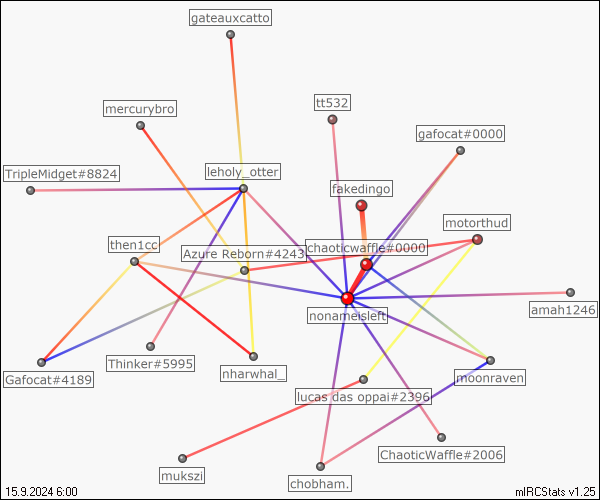 gateauxcatto
mercurybro
tt532
gafocat#0000
TripleMidget#8824
leholy_otter
fakedingo
motorthud
then1cc
Azure Reborn#4243
chaoticwaffle#0000
amah1246
nonameisleft
Gafocat#4189
Thinker#5995
nharwhal_
moonraven
lucas das oppai#2396
ChaoticWaffle#2006
mukszi
chobham.
15.9.2024 6:00
mIRCStats v1.25